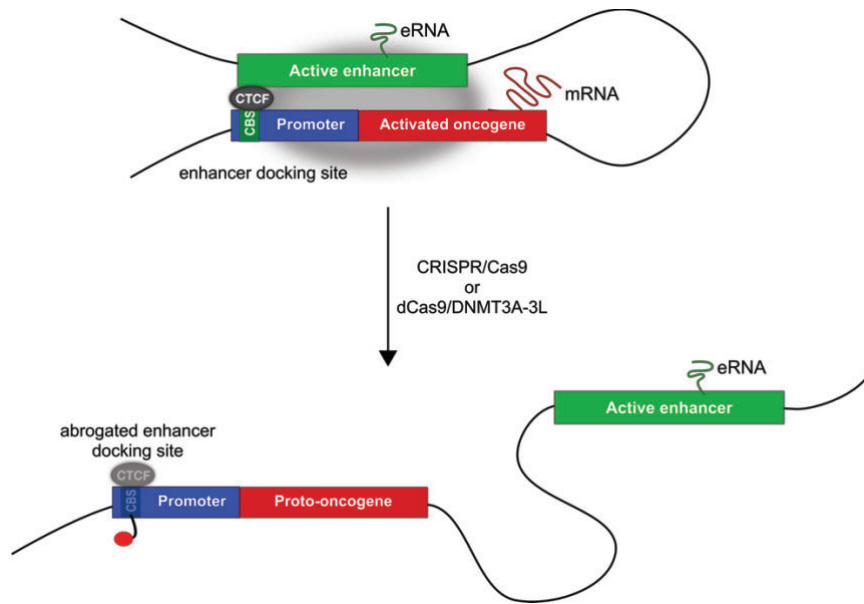 eRNA
Active enhancer
mRNA
CTCF
CBS
Promoter
Activated oncogene
enhancer docking site
CRISPR/Cas9
or
dCas9/DNMT3A-3L
eRNA
Active enhancer
abrogated enhancer
docking site
CTCF
CBS
Promoter
Proto-oncogene